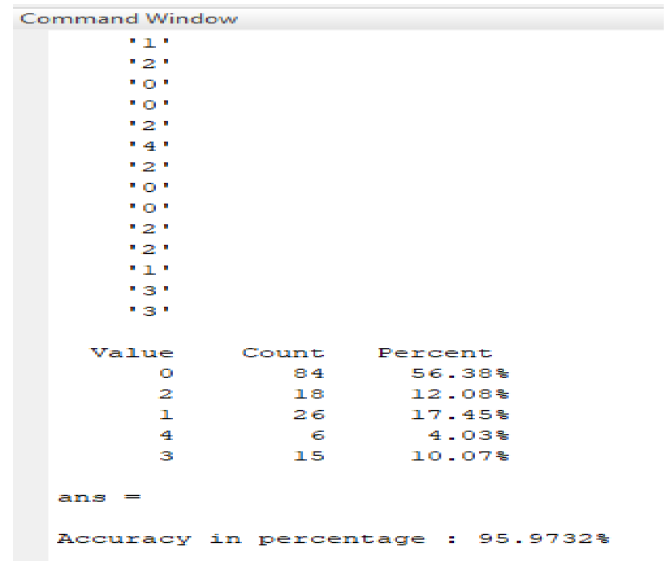 Command Window
'1'
'2'
'0'
'0'
'2'
'4'
'2'
'0'
'0'
'2'
'2'
'1'
'3'
'3'
Value Count Percent
0 84 56.38%
2 18 12.08%
1 26 17.45%
4 6 4.03%
3 15 10.07%
ans =
Accuracy in percentage : 95.9732%